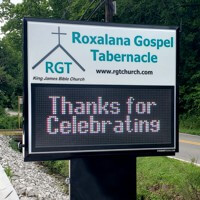 Roxalana Gospel
Tabernacle
RGT
King James Bible Church
www.rgtchurch.com
Thanks for
Celebrating